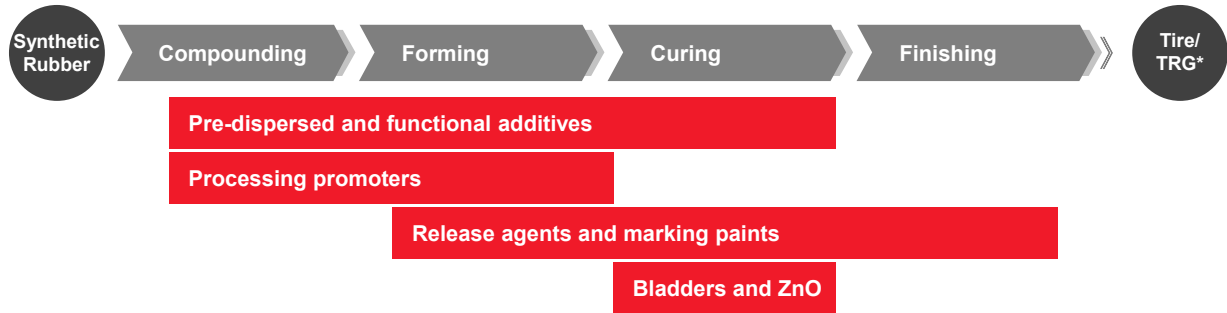 Synthetic
Rubber
Compounding
Forming
Curing
Finishing
Tire/
TRG*
Pre-dispersed and functional additives
Processing promoters
Release agents and marking paints
Bladders and ZnO